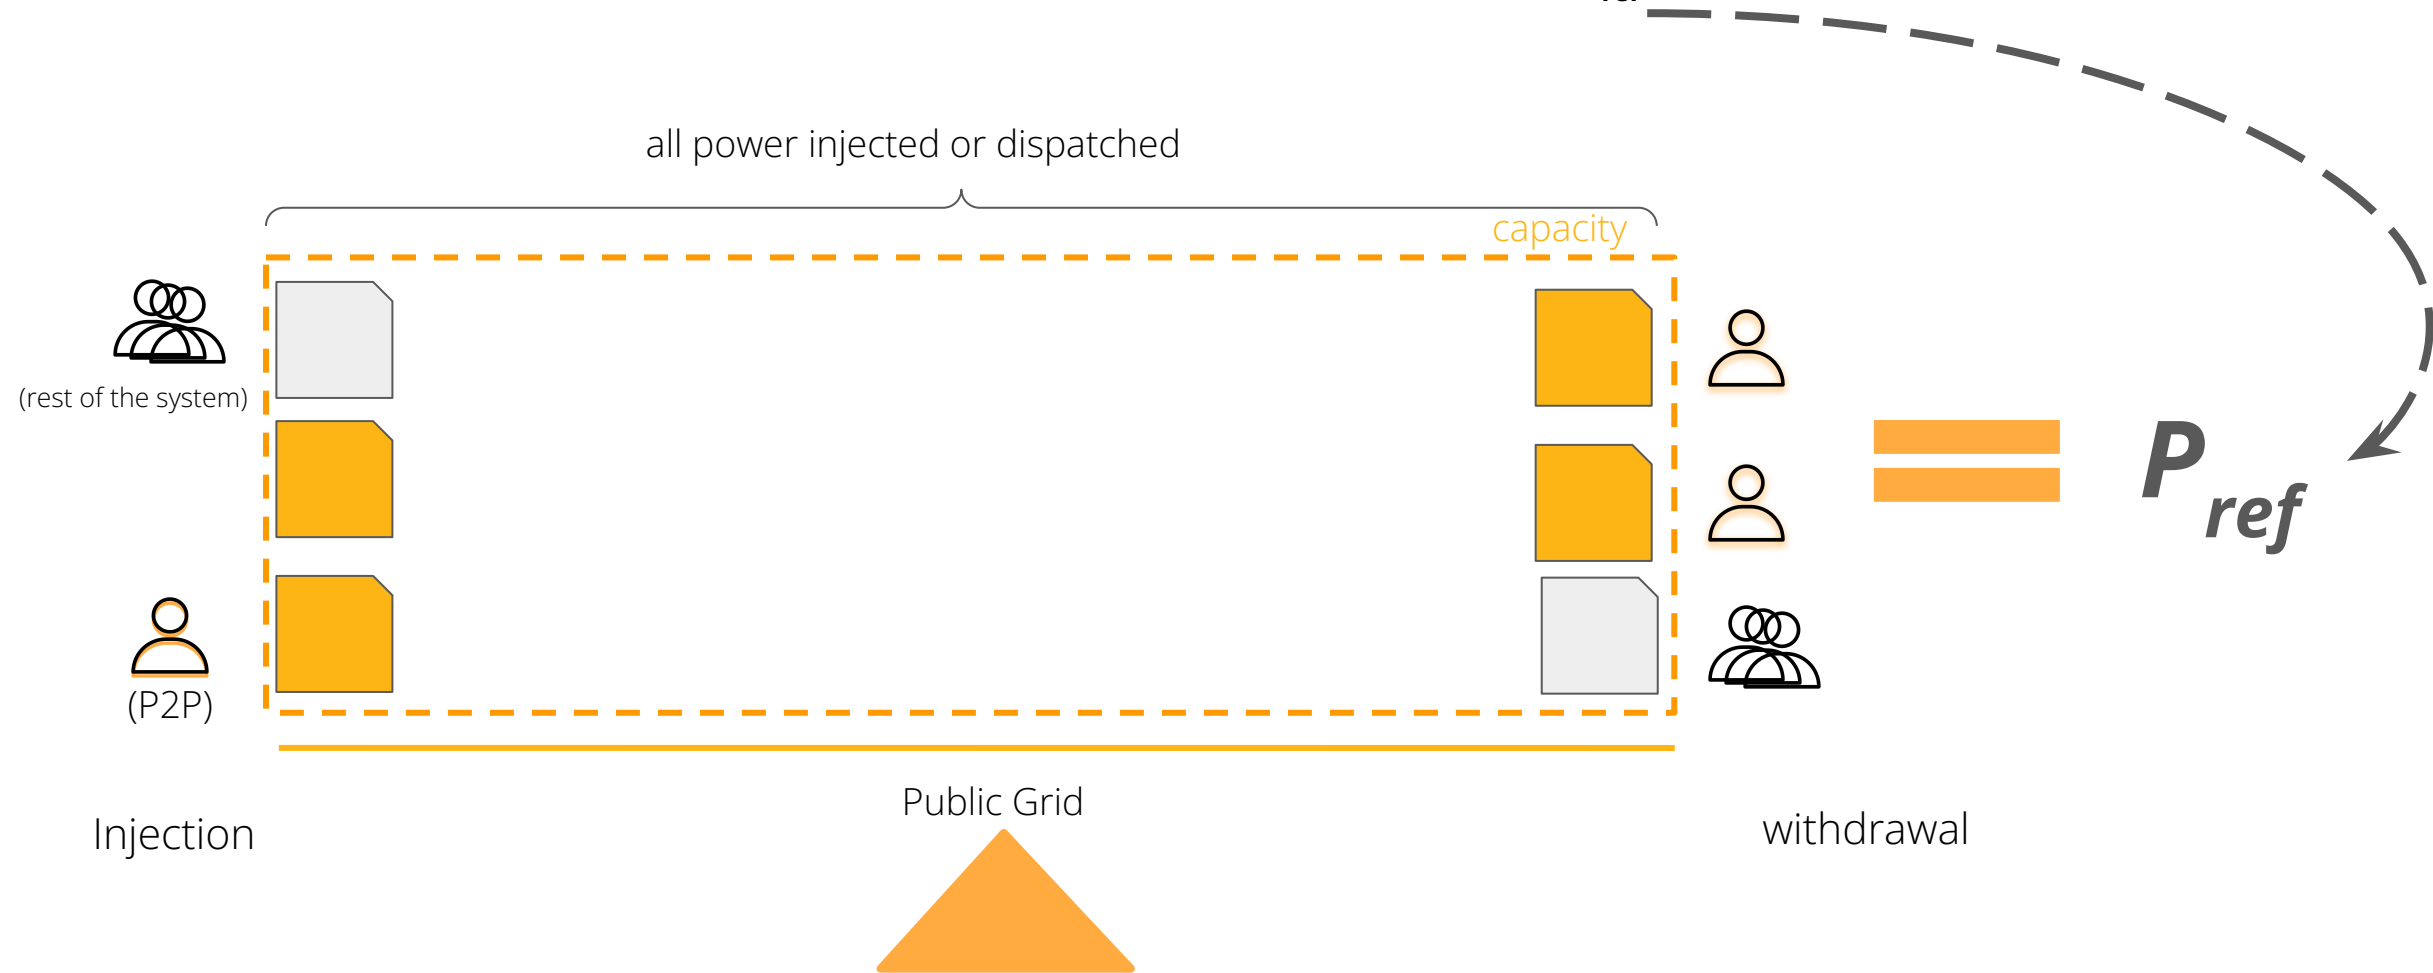 all power injected or dispatched
capacity
(rest of the system)
P ref
(P2P)
Public Grid
Injection
withdrawal